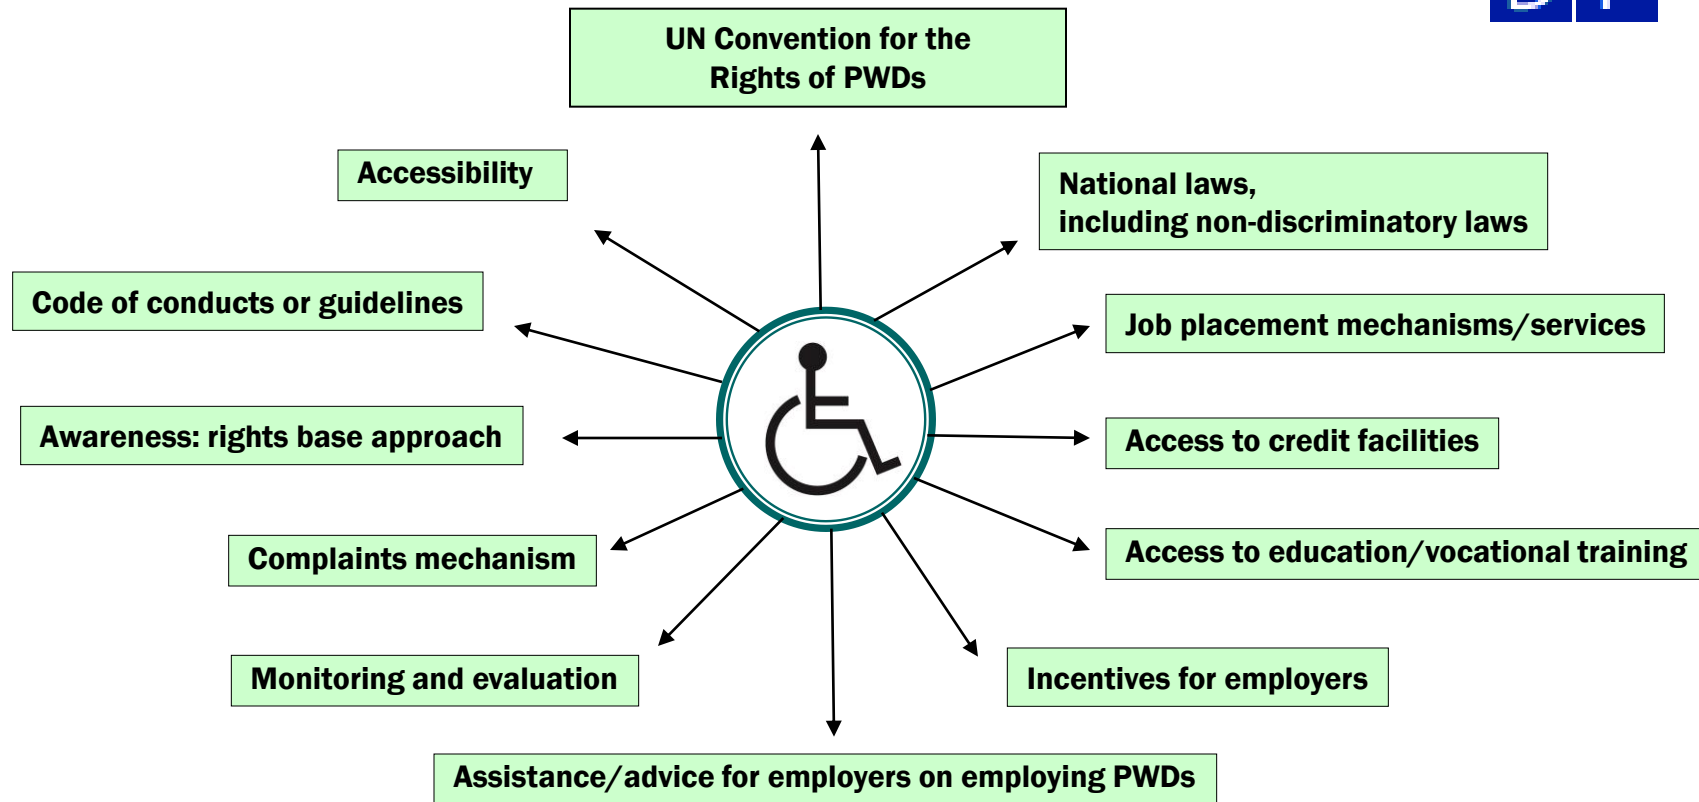 UN Convention for the
Rights of PWDs
Accessibility
National laws,
including non-discriminatory laws
Code of conducts or guidelines
Job placement mechanisms/services
Awareness: rights base approach
Access to credit facilities
Complaints mechanism
Access to education/vocational training
Monitoring and evaluation
Incentives for employers
Assistance/advice for employers on employing PWDs